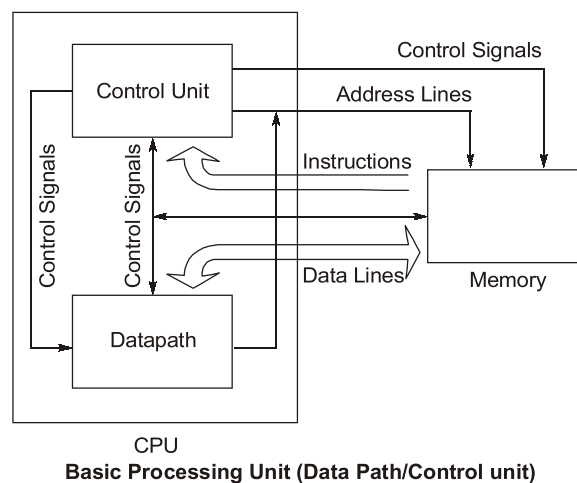 Control Signals
Control Unit
Address Lines
Instructions
Control Signals
Control Signals
Data Lines
Memory
Datapath
CPU
Basic Processing Unit (Data Path/Control unit)